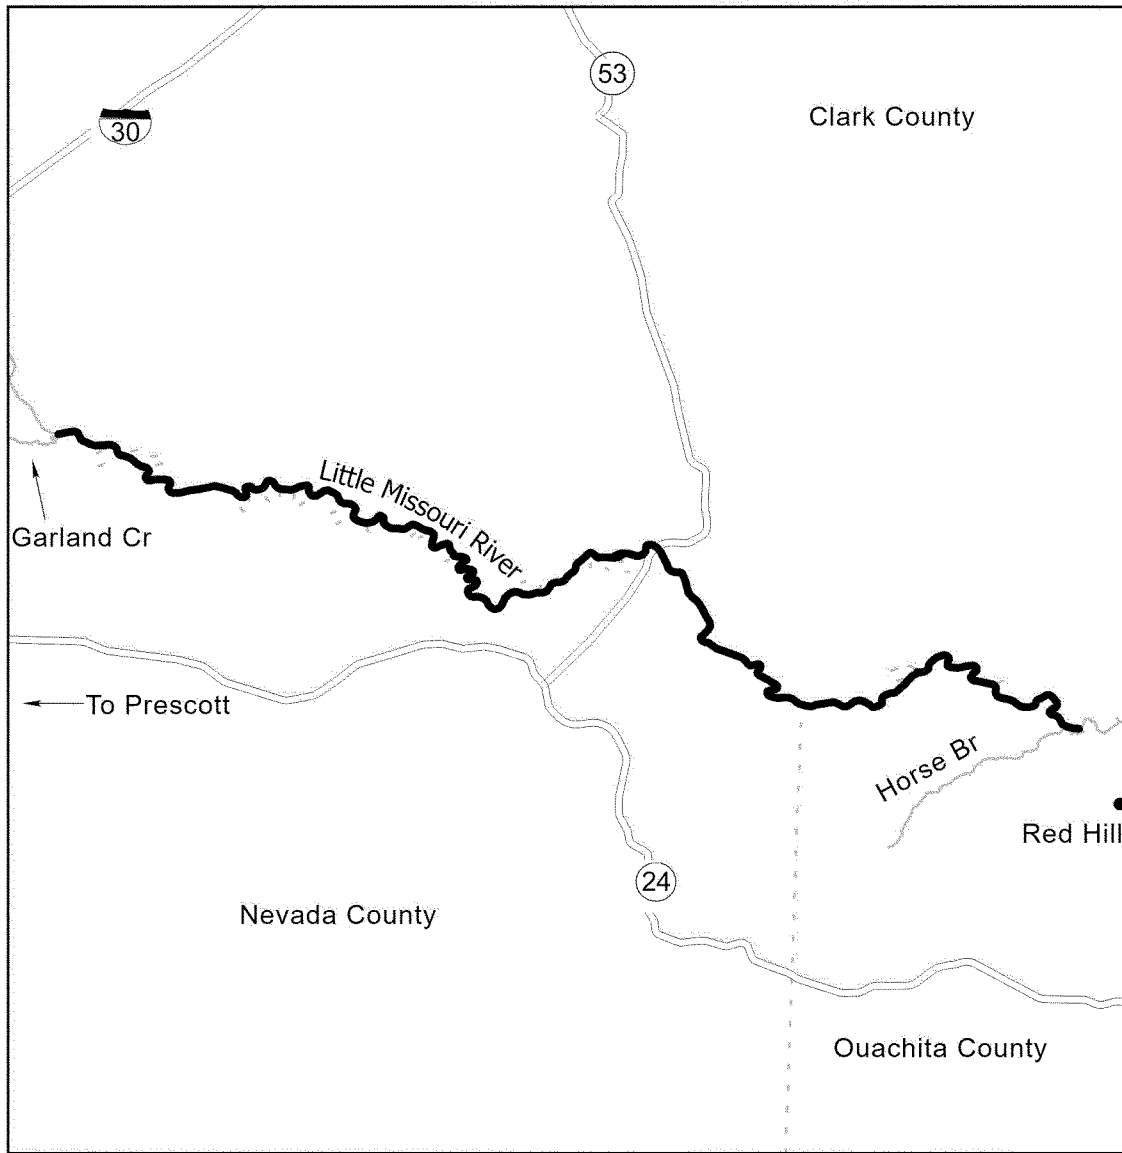 53
30
Clark County
Little Missouri River
Garland Cr
To Prescott
Horse Br
Red Hill
24
Nevada County
Ouachita County